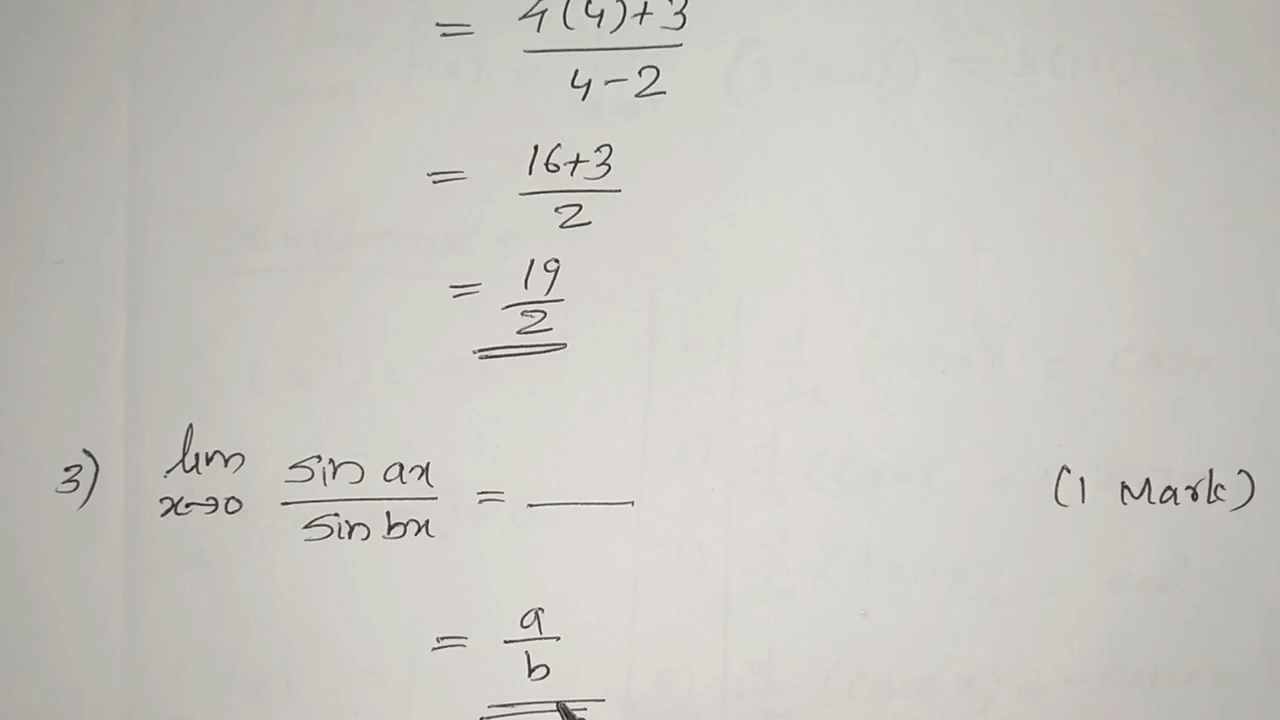 = 4(4)+3 / 4-2
= 16+3 / 2
= 19 / 2
3) lim x→0 sin ax / sin bx = ____ (1 Mark)
= a / b